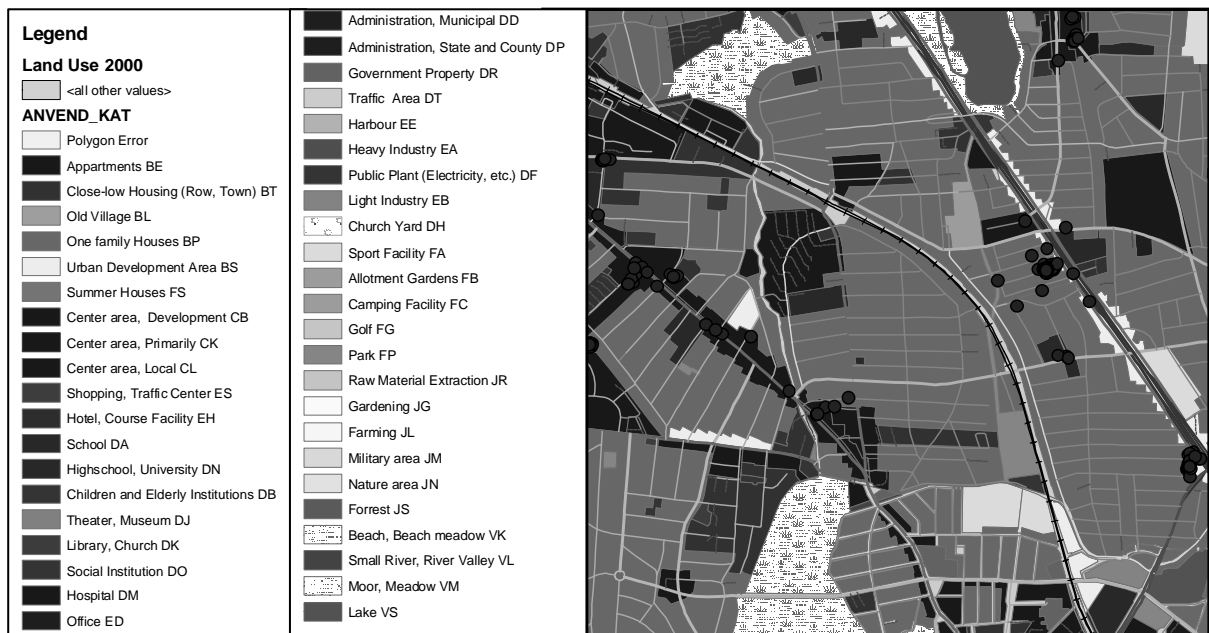 Legend
Land Use 2000
<all other values>
ANVEND_KAT
Polygon Error
Appartments BE
Close-low Housing (Row, Town) BT
Old Village BL
One family Houses BP
Urban Development Area BS
Summer Houses FS
Center area, Development CB
Center area, Primarily CK
Center area, Local CL
Shopping, Traffic Center ES
Hotel, Course Facility EH
School DA
Highschool, University DN
Children and Elderly Institutions DB
Theater, Museum DJ
Library, Church DK
Social Institution DO
Hospital DM
Office ED
Administration, Municipal DD
Administration, State and County DP
Government Property DR
Traffic Area DT
Harbour EE
Heavy Industry EA
Public Plant (Electricity, etc.) DF
Light Industry EB
Church Yard DH
Sport Facility FA
Allotment Gardens FB
Camping Facility FC
Golf FG
Park FP
Raw Material Extraction JR
Gardening JG
Farming JL
Military area JM
Nature area JN
Forrest JS
Beach, Beach meadow VK
Small River, River Valley VL
Moor, Meadow VM
Lake VS